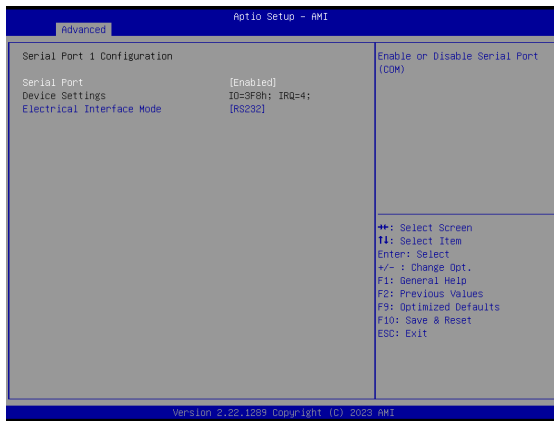 Aptio Setup - AMI
Advanced
Serial Port 1 Configuration
Serial Port [Enabled]
Device Settings IO=3F8h; IRQ=4;
Electrical Interface Mode [RS232]
Enable or Disable Serial Port
(COM)
→←: Select Screen
↑↓: Select Item
Enter: Select
+/- : Change Opt.
F1: General Help
F2: Previous Values
F9: Optimized Defaults
F10: Save & Reset
ESC: Exit
Version 2.22.1289 Copyright (C) 2023 AMI